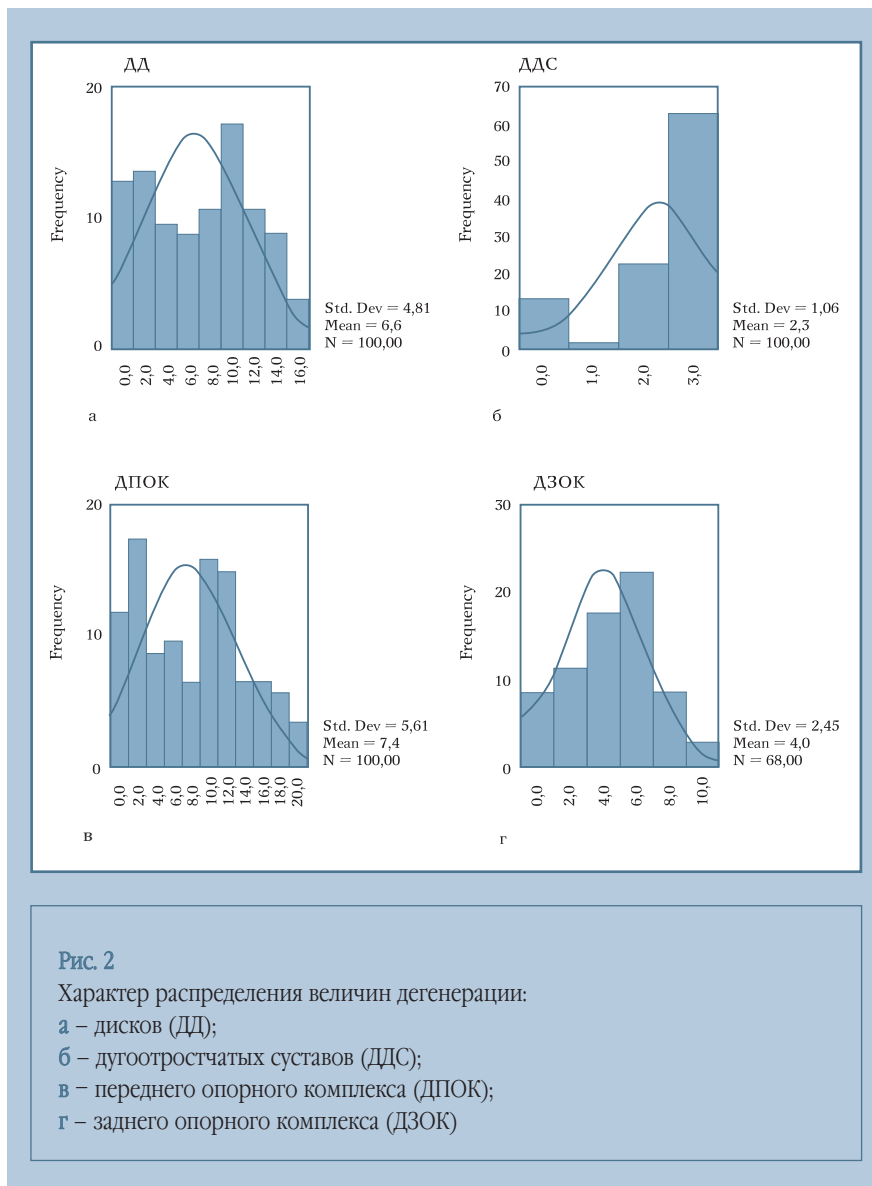 ДД
20
10
0
Frequency
0,0 2,0 4,0 6,0 8,0 10,0 12,0 14,0 16,0
Std. Dev = 4,81
Mean = 6,6
N = 100,00
а
ДДС
70
60
50
40
30
20
10
0
Frequency
0,0 1,0 2,0 3,0
Std. Dev = 1,06
Mean = 2,3
N = 100,00
б
ДПОК
20
10
0
Frequency
0,0 2,0 4,0 6,0 8,0 10,0 12,0 14,0 16,0 18,0 20,0
Std. Dev = 5,61
Mean = 7,4
N = 100,00
в
ДЗОК
30
20
10
0
Frequency
0,0 2,0 4,0 6,0 8,0 10,0
Std. Dev = 2,45
Mean = 4,0
N = 68,00
г
Рис. 2
Характер распределения величин дегенерации:
а – дисков (ДД);
б – дугоотростчатых суставов (ДДС);
в – переднего опорного комплекса (ДПОК);
г – заднего опорного комплекса (ДЗОК)